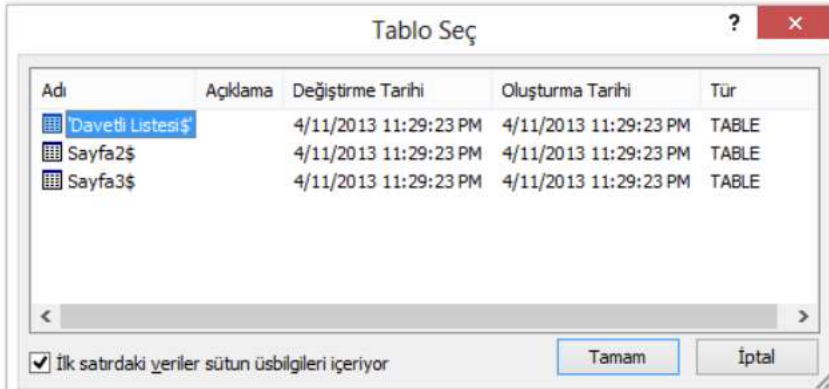 Tablo Seç
?
Adı Açıklama Değiştirme Tarihi Oluşturma Tarihi Tür
'Davetli Listesi$' 4/11/2013 11:29:23 PM 4/11/2013 11:29:23 PM TABLE
Sayfa2$ 4/11/2013 11:29:23 PM 4/11/2013 11:29:23 PM TABLE
Sayfa3$ 4/11/2013 11:29:23 PM 4/11/2013 11:29:23 PM TABLE
İlk satırdaki veriler sütun üstbilgileri içeriyor Tamam İptal